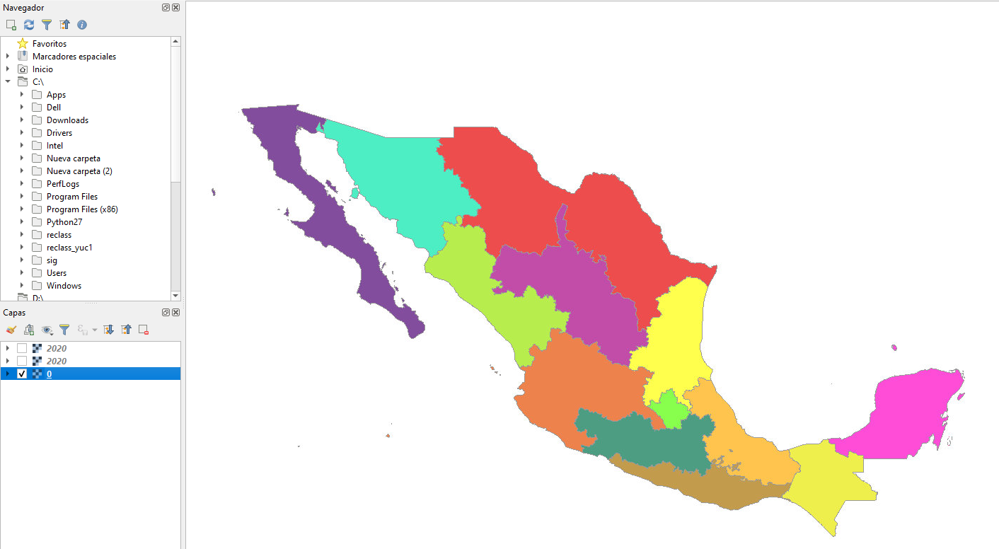 Navegador
Favoritos
Marcadores espaciales
Inicio
C:\
Apps
Dell
Downloads
Drivers
Intel
Nueva carpeta
Nueva carpeta (2)
PerfLogs
Program Files
Program Files (x86)
Python27
reclass
reclass_yuc1
sig
Users
Windows
D:\
Capas
2020
2020
0